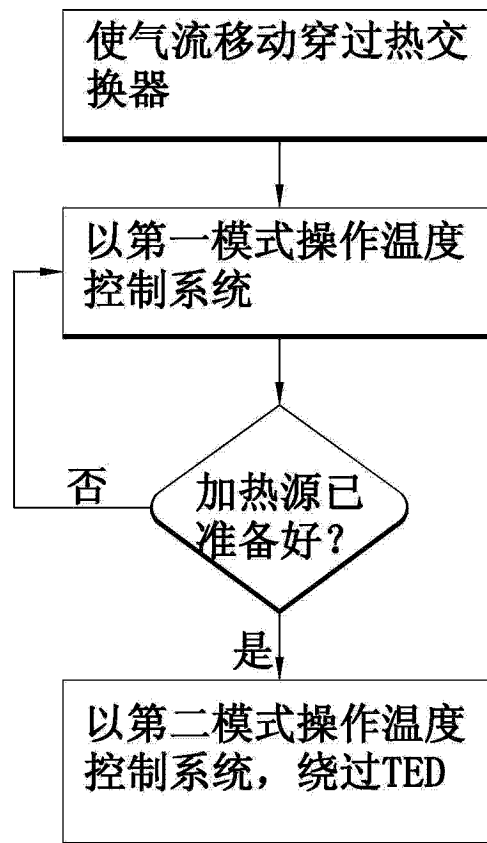 使气流移动穿过热交
换器
以第一模式操作温度
控制系统
否
加热源已
准备好?
是
以第二模式操作温度
控制系统，绕过TED